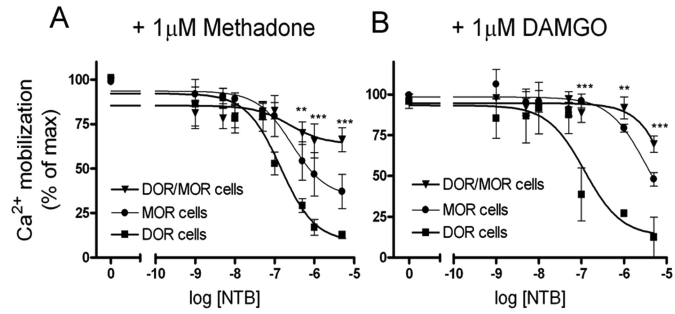 A
+ 1µM Methadone
Ca2+ mobilization
(% of max)
100
75
50
25
0
**
***
***
DOR/MOR cells
MOR cells
DOR cells
0
-10
-9
-8
-7
-6
-5
log [NTB]
B
+ 1µM DAMGO
100
75
50
25
0
***
**
***
DOR/MOR cells
MOR cells
DOR cells
0
-10
-9
-8
-7
-6
-5
log [NTB]